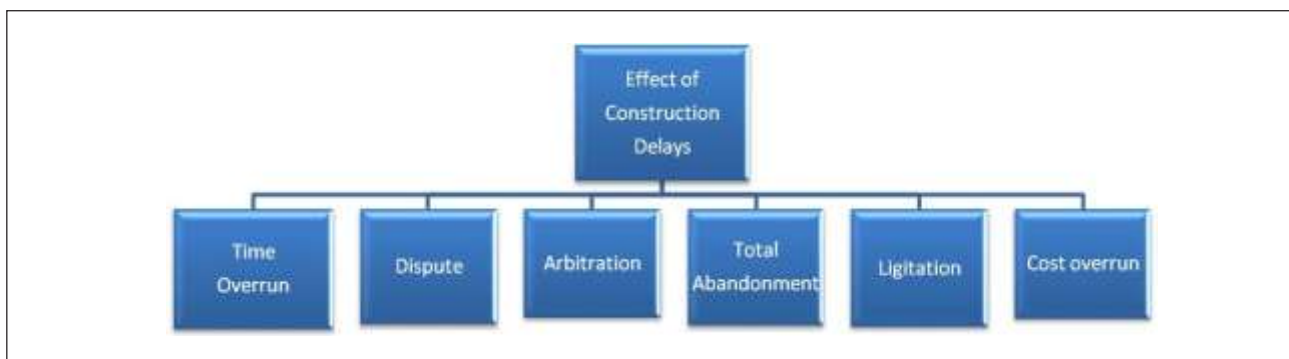 Effect of
Construction
Delays
Time
Overrun
Dispute
Arbitration
Total
Abandonment
Ligitation
Cost overrun